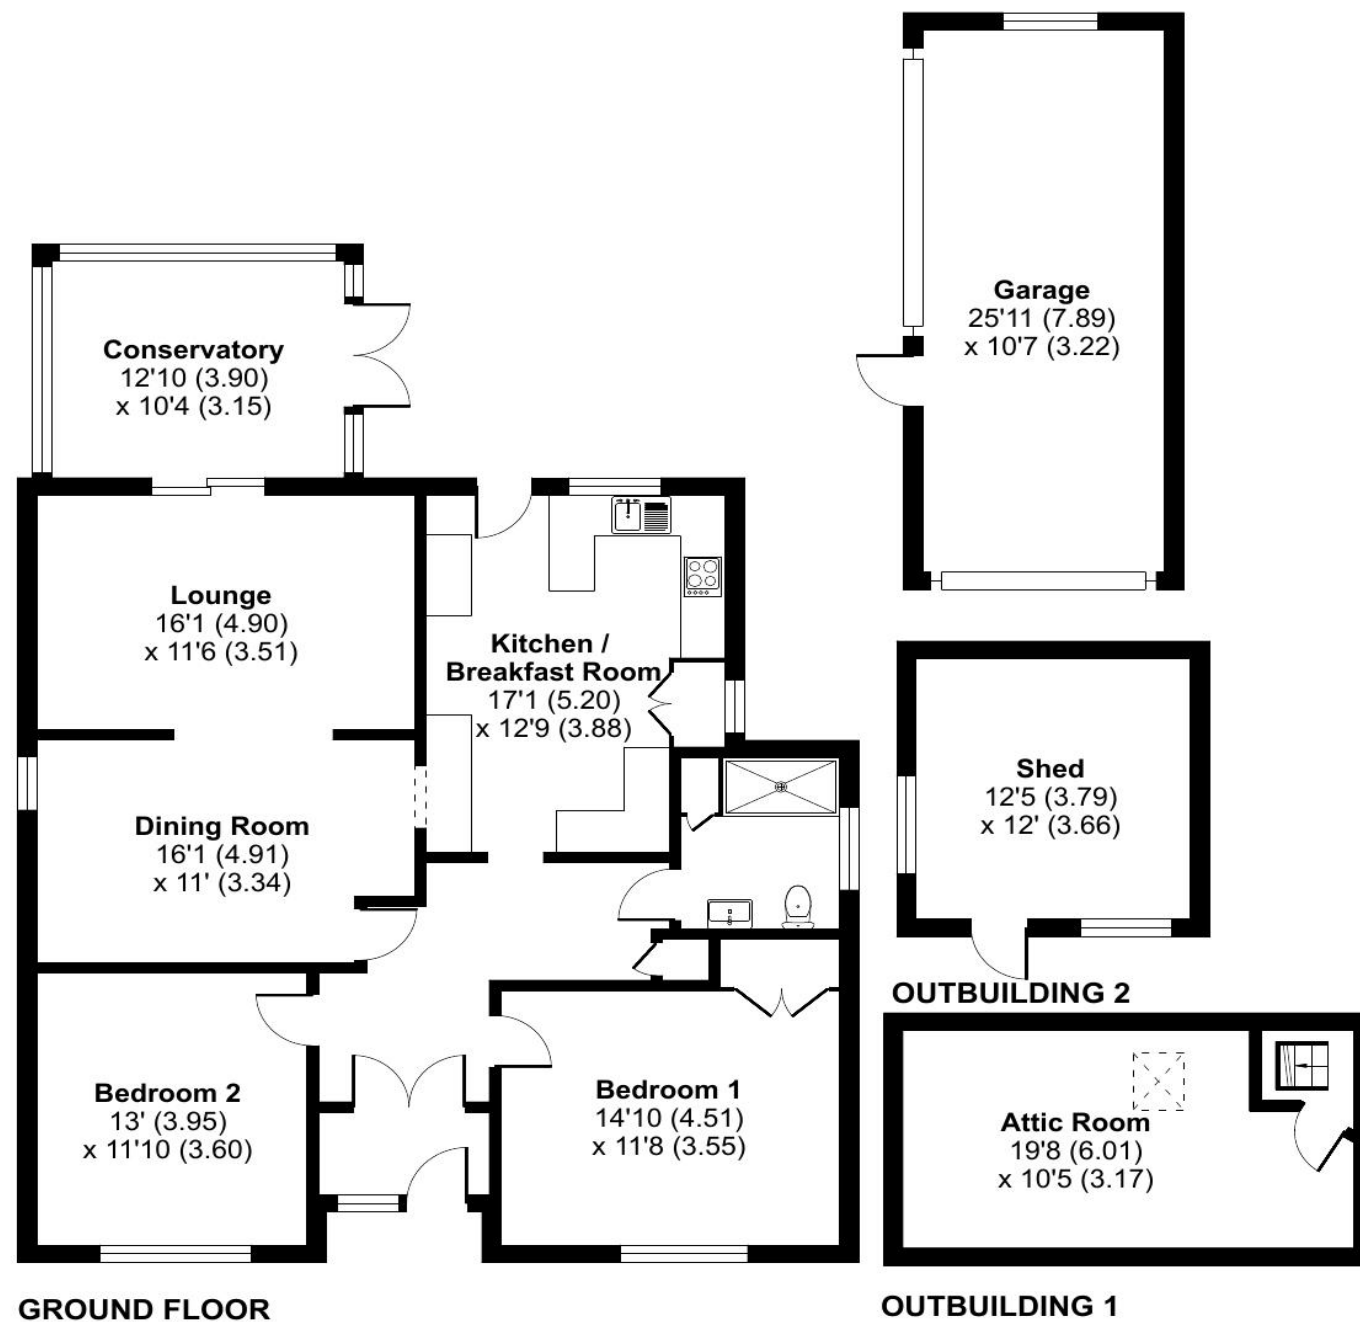 Garage
25'11 (7.89)
x 10'7 (3.22)
Conservatory
12'10 (3.90)
x 10'4 (3.15)
Lounge
16'1 (4.90)
x 11'6 (3.51)
Kitchen /
Breakfast Room
17'1 (5.20)
x 12'9 (3.88)
Dining Room
16'1 (4.91)
x 11' (3.34)
Shed
12'5 (3.79)
x 12' (3.66)
OUTBUILDING 2
Bedroom 2
13' (3.95)
x 11'10 (3.60)
Bedroom 1
14'10 (4.51)
x 11'8 (3.55)
Attic Room
19'8 (6.01)
x 10'5 (3.17)
GROUND FLOOR
OUTBUILDING 1